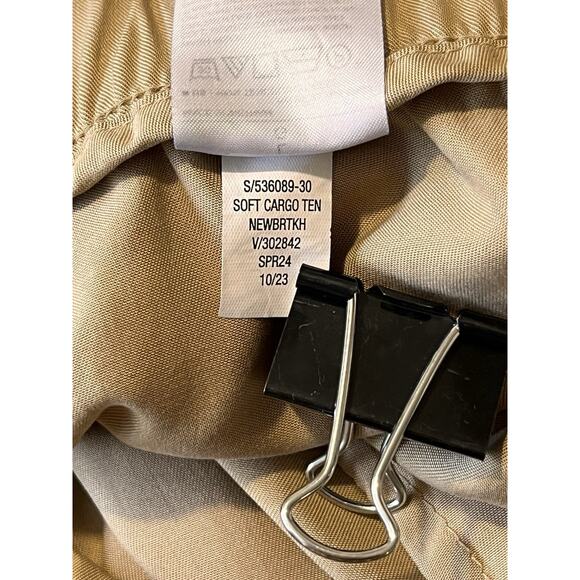 S/536089-30
SOFT CARGO TEN
NEWBRTKH
V/302842
SPR24
10/23